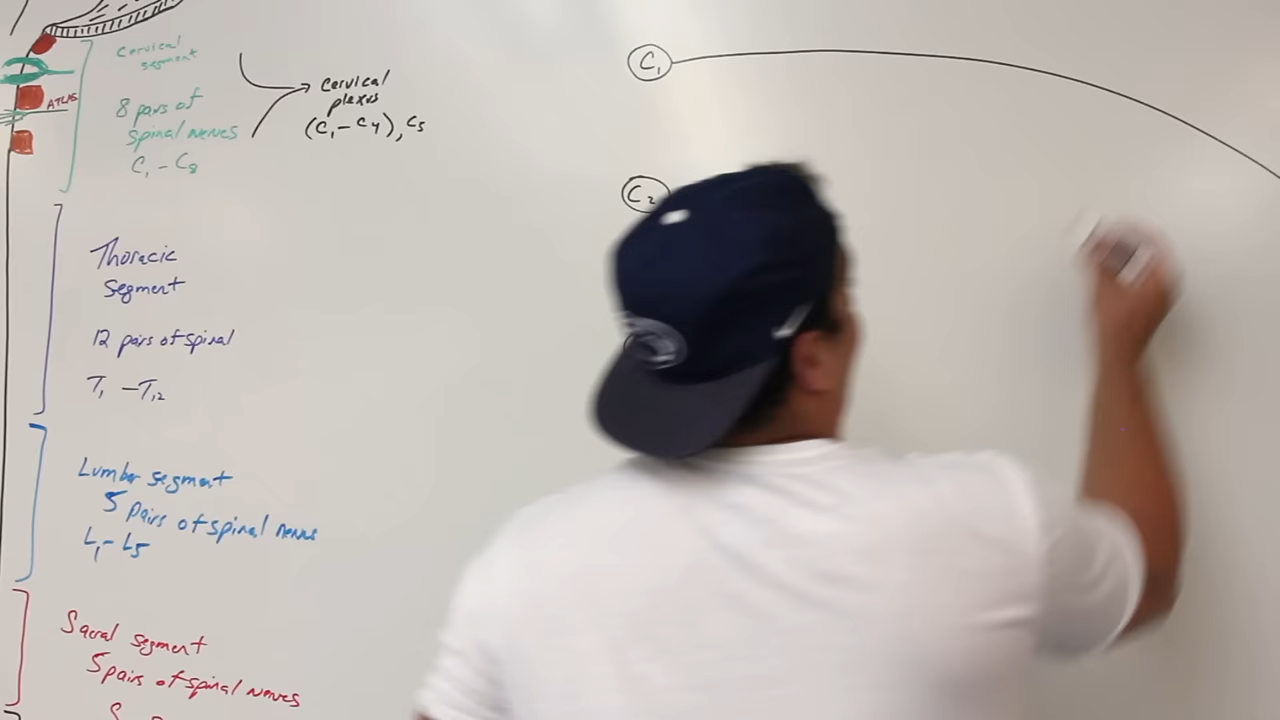 Cervical
segment
8 pairs of
spinal nerves
C₁ - C₈
ATLAS
Cervical
plexus
(C₁ - C₄), C₅
Thoracic
Segment
12 pairs of spinal
T₁ - T₁₂
Lumbar segment
5 pairs of spinal nerves
L₁ - L₅
Sacral segment
5 pairs of spinal nerves
C₁
C₂